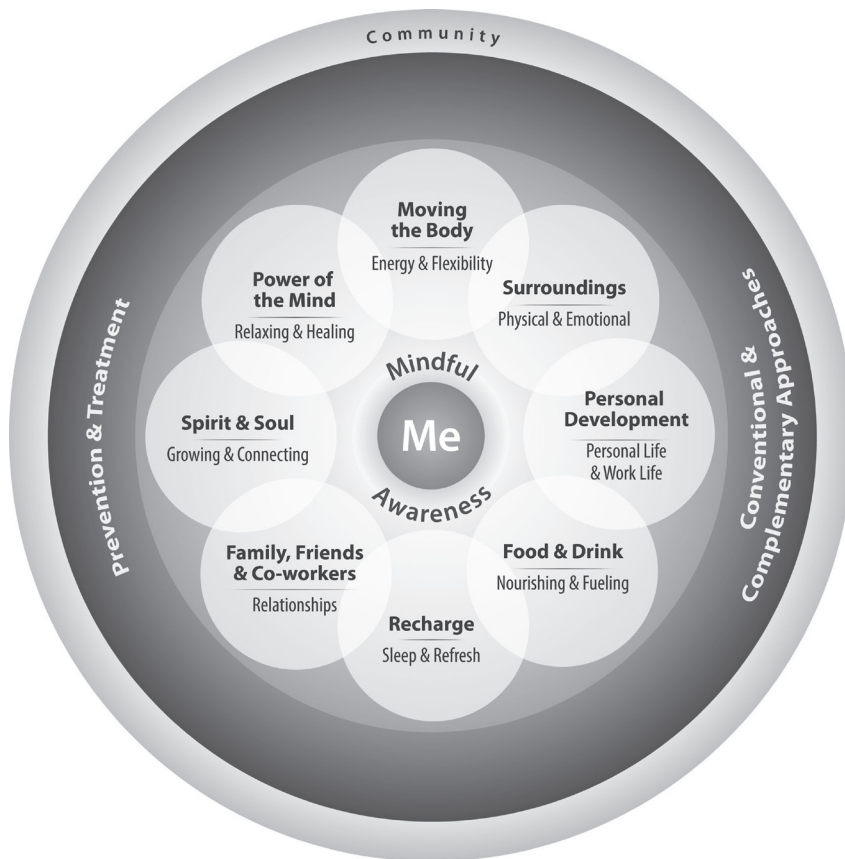 Community
Prevention & Treatment
Conventional &
Complementary Approaches
Moving
the Body
Energy & Flexibility
Surroundings
Physical & Emotional
Personal
Development
Personal Life
& Work Life
Food & Drink
Nourishing & Fueling
Recharge
Sleep & Refresh
Family, Friends
& Co-workers
Relationships
Spirit & Soul
Growing & Connecting
Power of
the Mind
Relaxing & Healing
Mindful
Me
Awareness